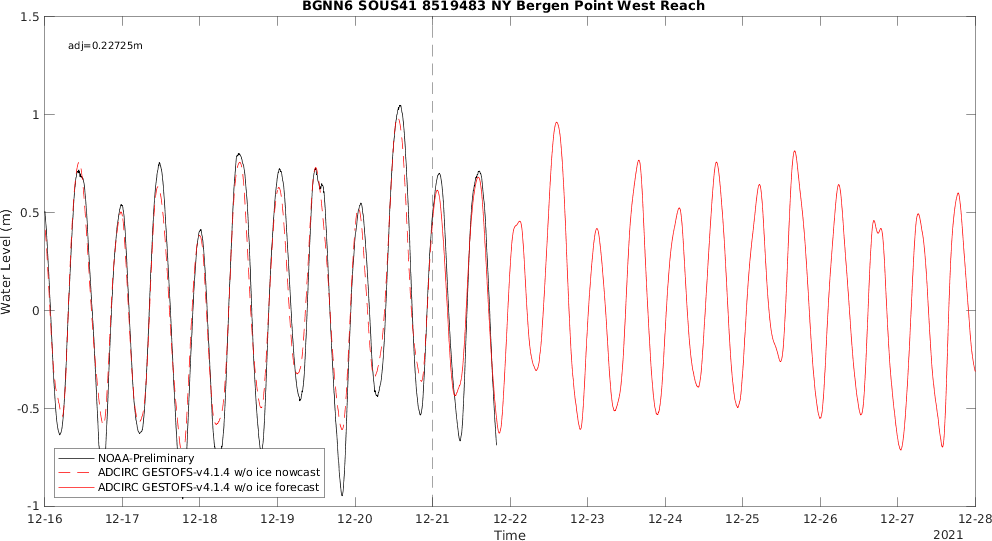 BGNN6 SOUS41 8519483 NY Bergen Point West Reach
1.5
adj=0.22725m
1
0.5
Water Level (m)
0
-0.5
NOAA-Preliminary
ADCIRC GESTOFS-v4.1.4 w/o ice nowcast
ADCIRC GESTOFS-v4.1.4 w/o ice forecast
-1
12-16 12-17 12-18 12-19 12-20 12-21 12-22 12-23 12-24 12-25 12-26 12-27 12-28
Time
2021